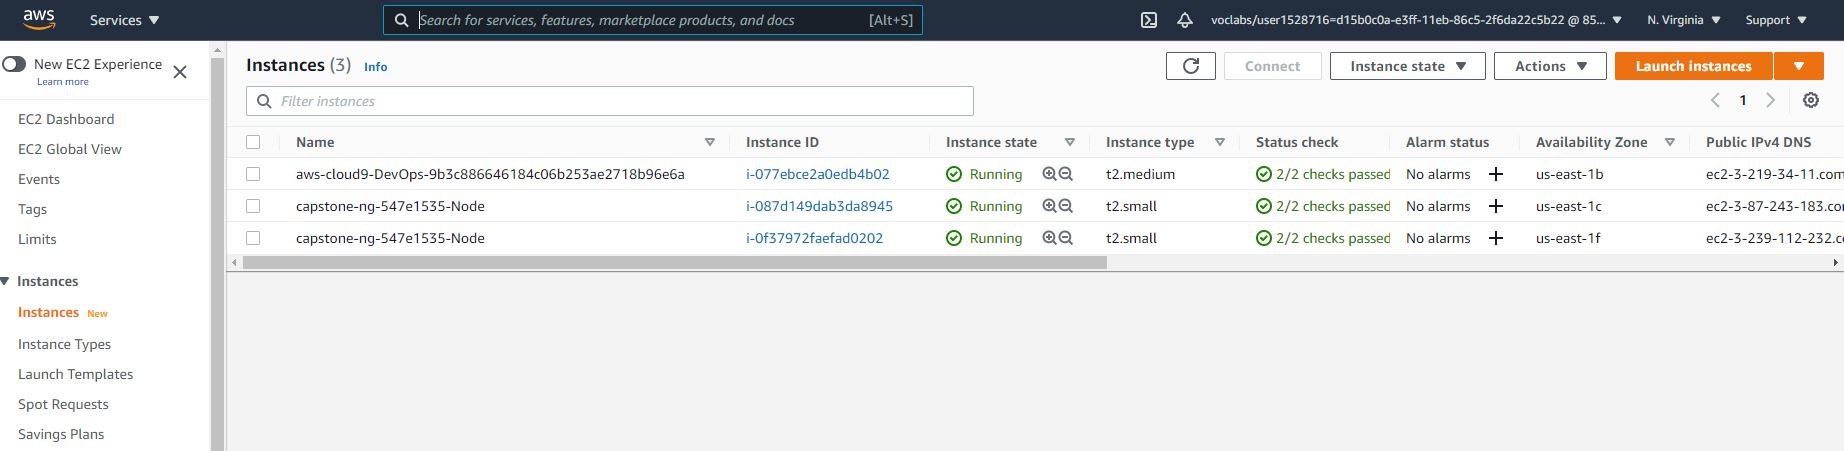 aws
Services
Search for services, features, marketplace products, and docs [Alt+S]
voclabs/user1528716=d15b0c0a-e3ff-11eb-86c5-2f6da22c5b22 @ 85...
N. Virginia
Support
New EC2 Experience
Learn more
EC2 Dashboard
EC2 Global View
Events
Tags
Limits
Instances
Instances New
Instance Types
Launch Templates
Spot Requests
Savings Plans
Instances (3) Info
Connect
Instance state
Actions
Launch instances
Filter instances
1
Name Instance ID Instance state Instance type Status check Alarm status Availability Zone Public IPv4 DNS
aws-cloud9-DevOps-9b3c886646184c06b253ae2718b96e6a i-077ebce2a0edb4b02 Running t2.medium 2/2 checks passed No alarms + us-east-1b ec2-3-219-34-11.com
capstone-ng-547e1535-Node i-087d149dab3da8945 Running t2.small 2/2 checks passed No alarms + us-east-1c ec2-3-87-243-183.co
capstone-ng-547e1535-Node i-0f37972faefad0202 Running t2.small 2/2 checks passed No alarms + us-east-1f ec2-3-239-112-232.c